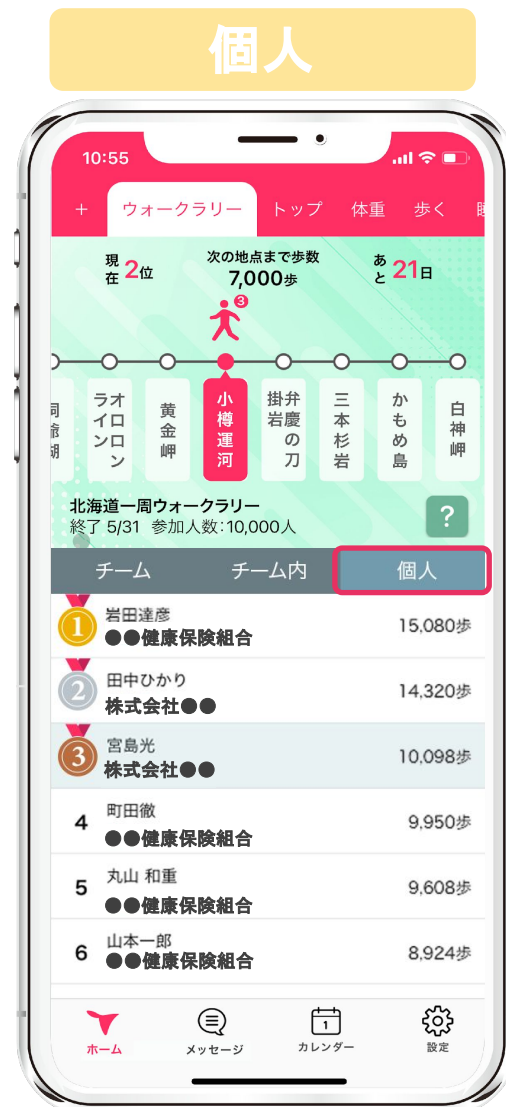 個人
10:55
+ ウォークラリー トップ 体重 歩く
現在 2位
次の地点まで歩数
7,000歩
あと 21日
3
オロロンライン
黄金岬
小樽運河
弁慶の刀掛岩
三本杉岩
かもめ島
白神岬
北海道一周ウォークラリー
終了 5/31 参加人数:10,000人
?
チーム チーム内 個人
1 岩田達彦 15,080歩
●●健康保険組合
2 田中ひかり 14,320歩
株式会社●●
3 宮島光 10,098歩
株式会社●●
4 町田徹 9,950歩
●●健康保険組合
5 丸山 和重 9,608歩
●●健康保険組合
6 山本一郎 8,924歩
●●健康保険組合
1
ホーム メッセージ カレンダー 設定